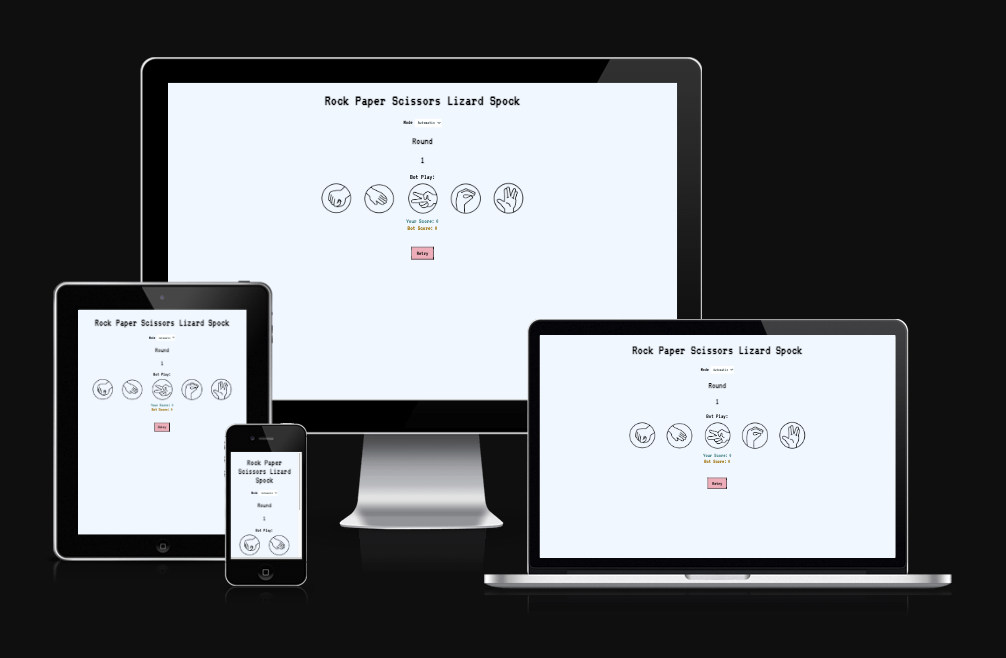 Rock Paper Scissors Lizard Spock
Mode Automatic
Round
1
Bot Play:
Your Score: 0
Bot Score: 0
Retry
Rock Paper Scissors Lizard Spock
Mode Automatic
Round
1
Bot Play:
Your Score: 0
Bot Score: 0
Retry
Rock Paper
Scissors Lizard
Spock
Mode Automatic
Round
1
Bot Play:
Rock Paper Scissors Lizard Spock
Mode Automatic
Round
1
Bot Play:
Your Score: 0
Bot Score: 0
Retry